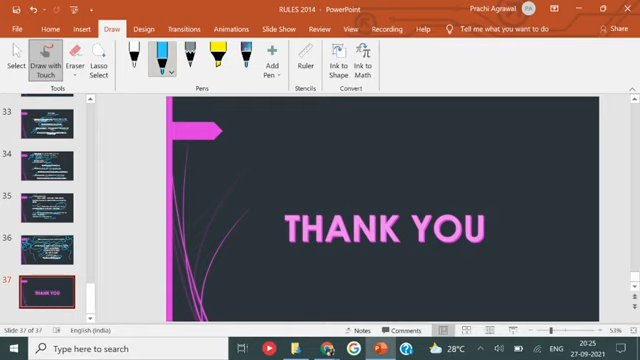 RULES 2014 - PowerPoint
Prachi Agrawal PA
File Home Insert Draw Design Transitions Animations Slide Show Review View Recording Help Tell me what you want to do Share
Select
Draw with
Touch
Eraser
Lasso
Select
Add
Pen
Ruler
Ink to
Shape
Ink to
Math
Tools
Pens
Stencils
Convert
33
34
35
36
37
THANK YOU
THANK YOU
Slide 37 of 37 English (India) Notes Comments 53%
Type here to search
28°C
ENG
20:25
27-09-2021